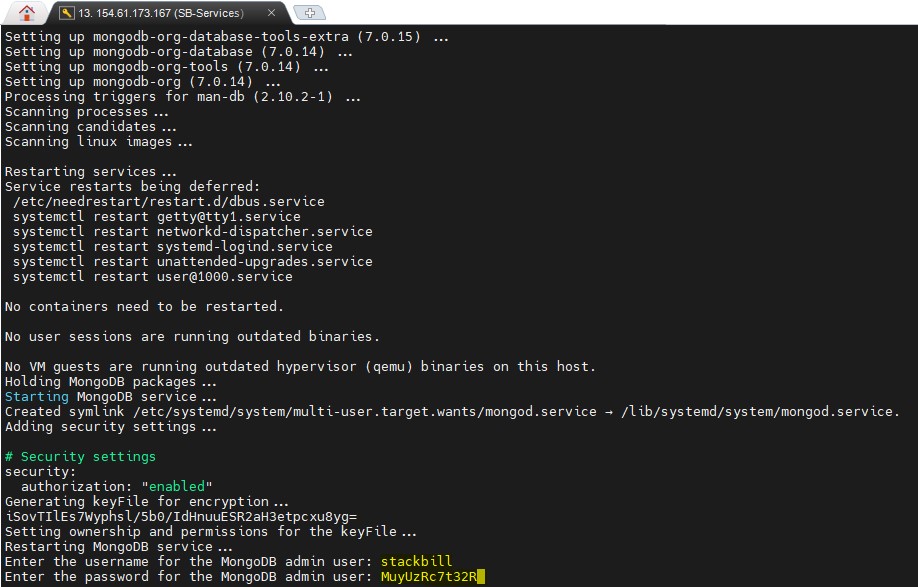 13. 154.61.173.167 (SB-Services)
Setting up mongodb-org-database-tools-extra (7.0.15) ...
Setting up mongodb-org-database (7.0.14) ...
Setting up mongodb-org-tools (7.0.14) ...
Setting up mongodb-org (7.0.14) ...
Processing triggers for man-db (2.10.2-1) ...
Scanning processes...
Scanning candidates...
Scanning linux images...
Restarting services...
Service restarts being deferred:
/etc/needrestart/restart.d/dbus.service
systemctl restart getty@tty1.service
systemctl restart networkd-dispatcher.service
systemctl restart systemd-logind.service
systemctl restart unattended-upgrades.service
systemctl restart user@1000.service
No containers need to be restarted.
No user sessions are running outdated binaries.
No VM guests are running outdated hypervisor (qemu) binaries on this host.
Holding MongoDB packages...
Starting MongoDB service...
Created symlink /etc/systemd/system/multi-user.target.wants/mongod.service → /lib/systemd/system/mongod.service.
Adding security settings...
# Security settings
security:
authorization: "enabled"
Generating keyFile for encryption...
iSovTIlEs7Wyphsl/5b0/IdHnuuESR2aH3etpcxu8yg=
Setting ownership and permissions for the keyFile...
Restarting MongoDB service...
Enter the username for the MongoDB admin user: stackbill
Enter the password for the MongoDB admin user: MuyUzRc7t32R